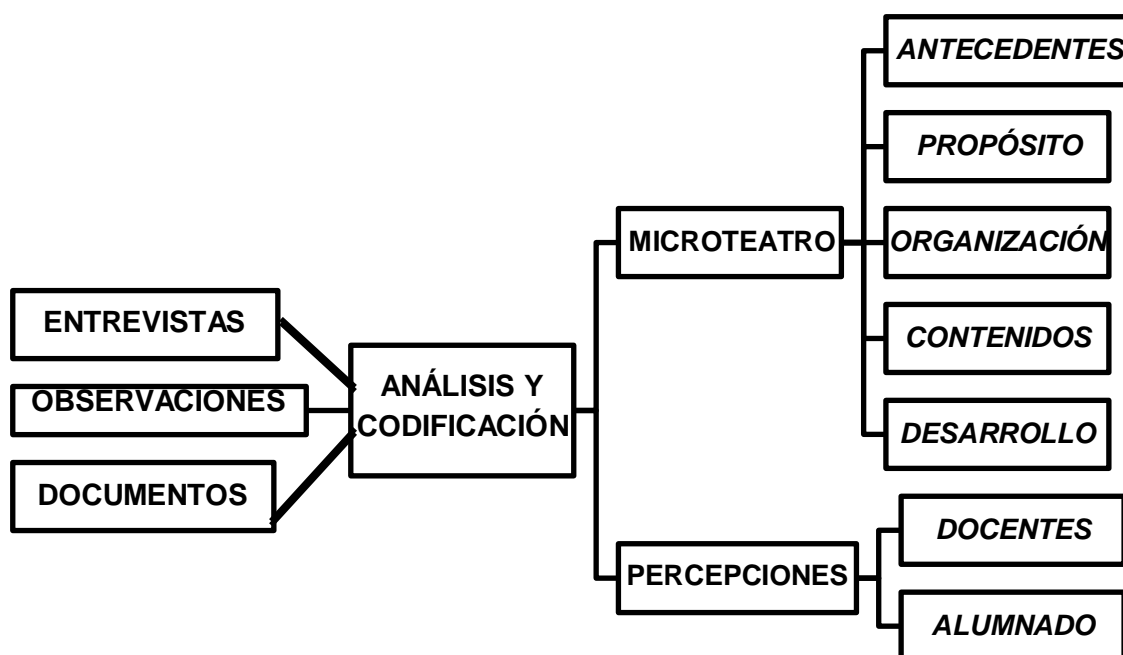 ENTREVISTAS
OBSERVACIONES
DOCUMENTOS
ANÁLISIS Y
CODIFICACIÓN
MICROTEATRO
ANTECEDENTES
PROPÓSITO
ORGANIZACIÓN
CONTENIDOS
DESARROLLO
PERCEPCIONES
DOCENTES
ALUMNADO